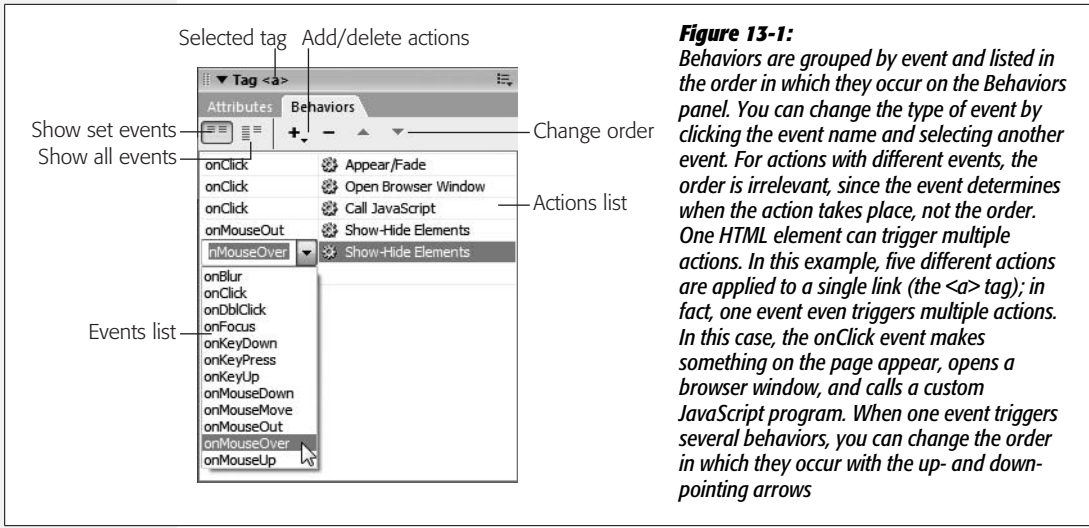 Selected tag Add/delete actions
Tag <a>
Attributes Behaviors
Show set events
Show all events
Change order
onClick Appear/Fade
onClick Open Browser Window
onClick Call JavaScript
Actions list
onMouseOut Show-Hide Elements
nMouseOver Show-Hide Elements
Events list
onBlur
onClick
onDblClick
onFocus
onKeyDown
onKeyPress
onKeyUp
onMouseDown
onMouseMove
onMouseOut
onMouseOver
onMouseUp
Figure 13-1:
Behaviors are grouped by event and listed in
the order in which they occur on the Behaviors
panel. You can change the type of event by
clicking the event name and selecting another
event. For actions with different events, the
order is irrelevant, since the event determines
when the action takes place, not the order.
One HTML element can trigger multiple
actions. In this example, five different actions
are applied to a single link (the <a> tag); in
fact, one event even triggers multiple actions.
In this case, the onClick event makes
something on the page appear, opens a
browser window, and calls a custom
JavaScript program. When one event triggers
several behaviors, you can change the order
in which they occur with the up- and down-
pointing arrows